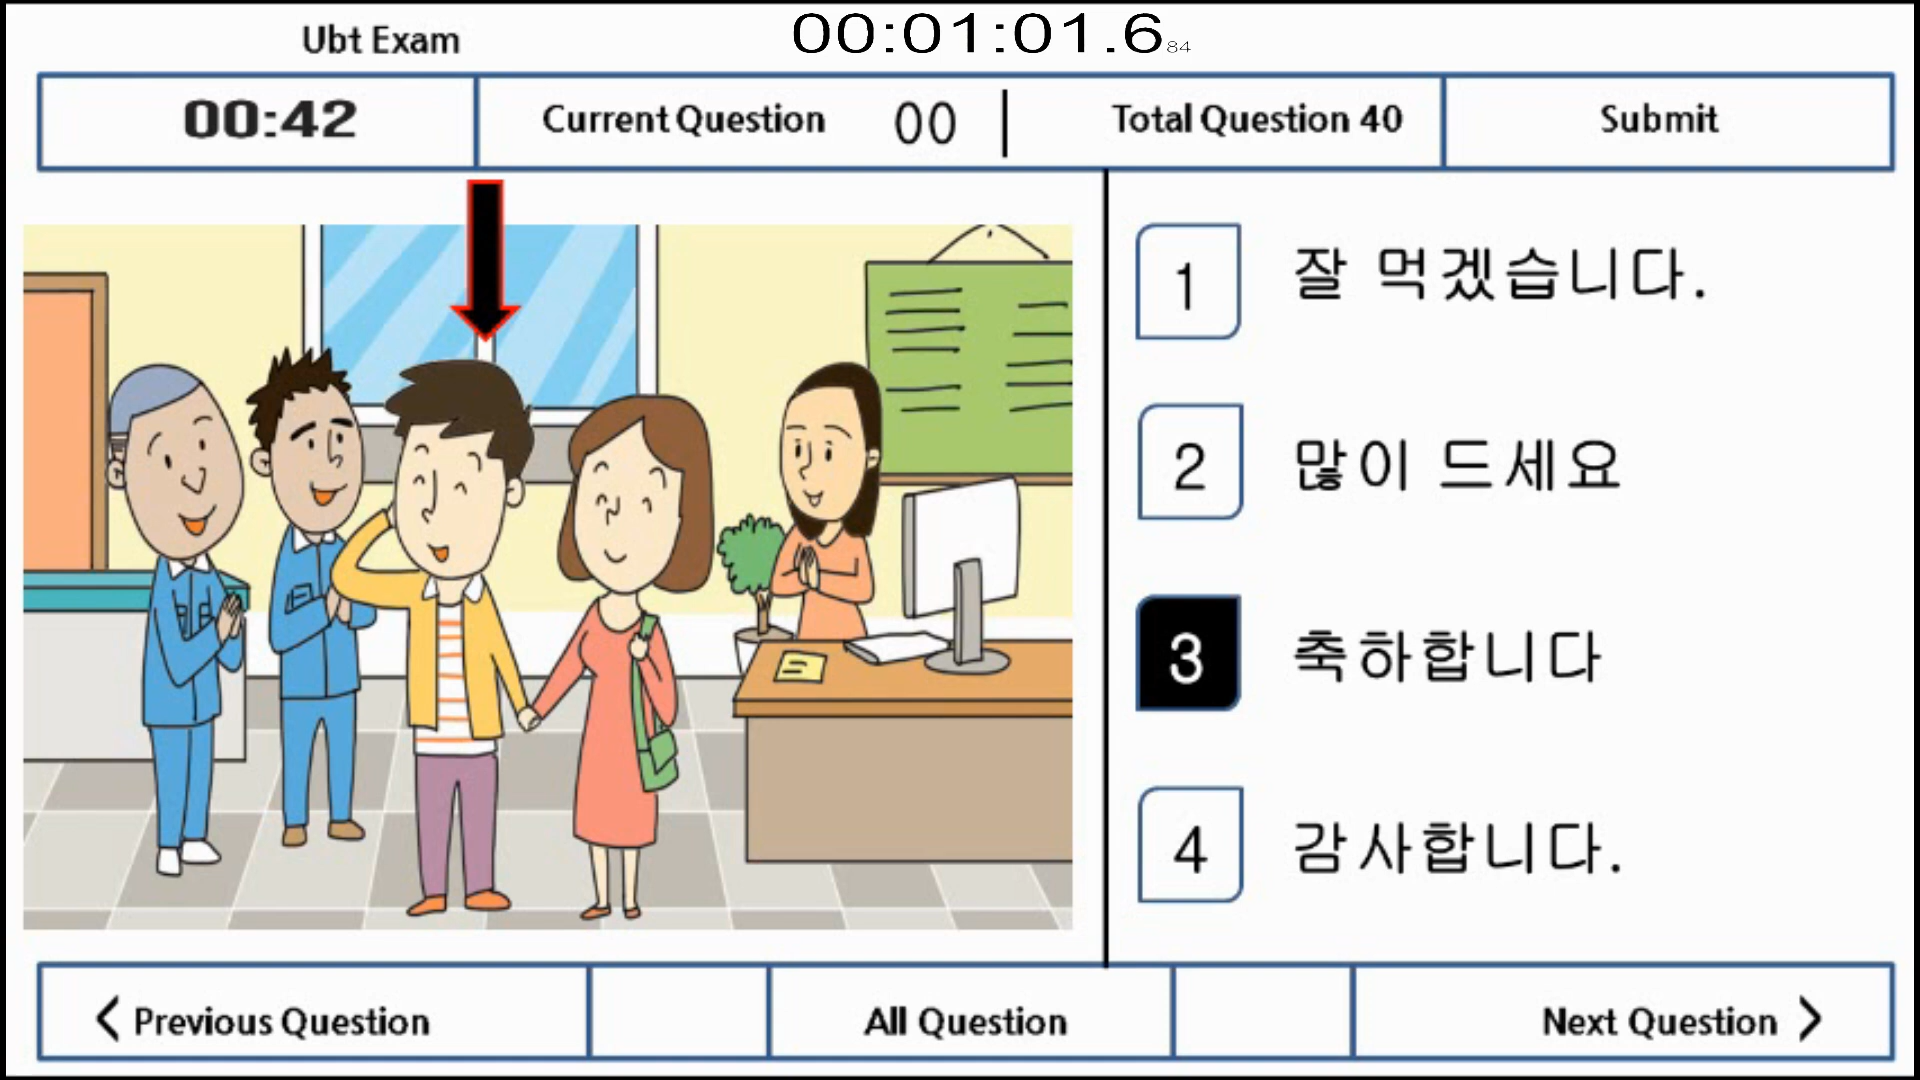 Ubt Exam
00:01:01.684
00:42
Current Question 00
Total Question 40
Submit
1 잘 먹겠습니다.
2 많이 드세요
3 축하합니다
4 감사합니다.
Previous Question
All Question
Next Question